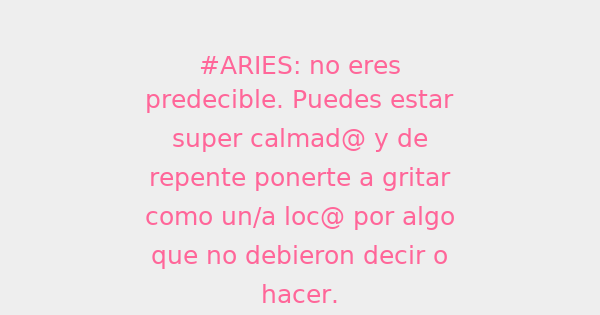 #ARIES: no eres
predecible. Puedes estar
super calmad@ y de
repente ponerte a gritar
como un/a loc@ por algo
que no debieron decir o
hacer.